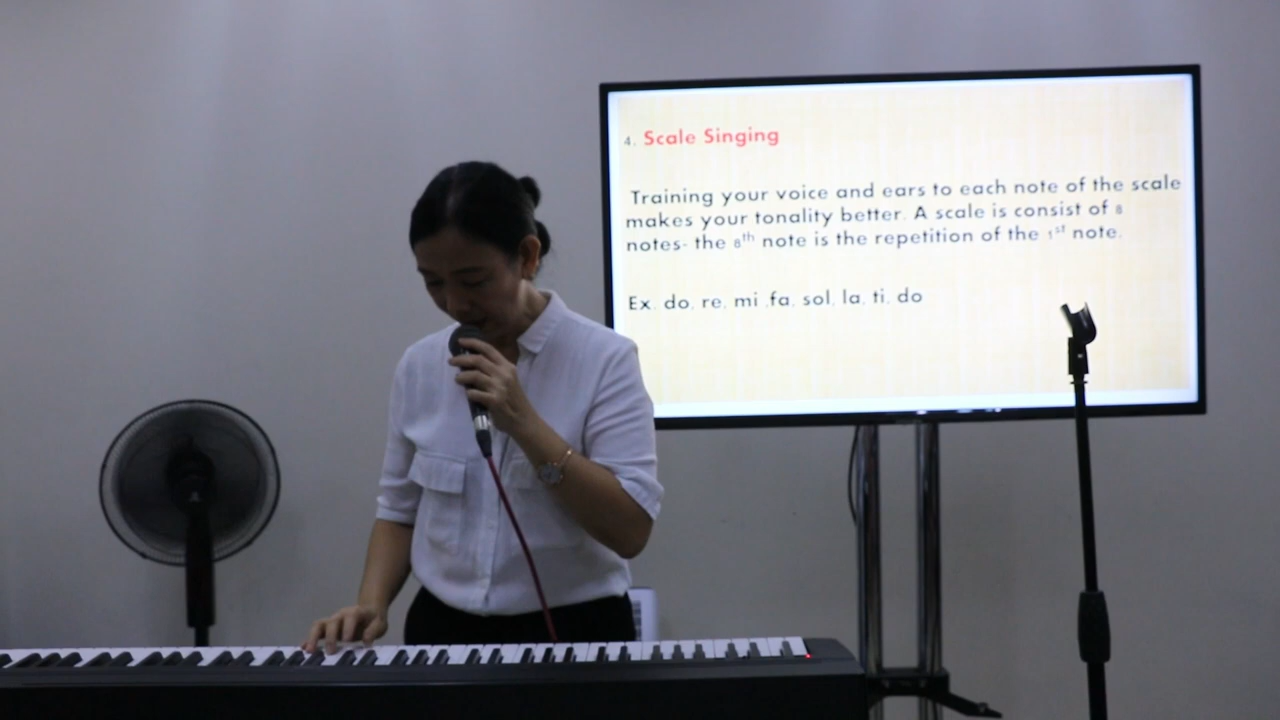 4. Scale Singing
Training your voice and ears to each note of the scale
makes your tonality better. A scale is consist of 8
notes- the 8th note is the repetition of the 1st note.
Ex. do, re, mi .fa, sol, la, ti, do